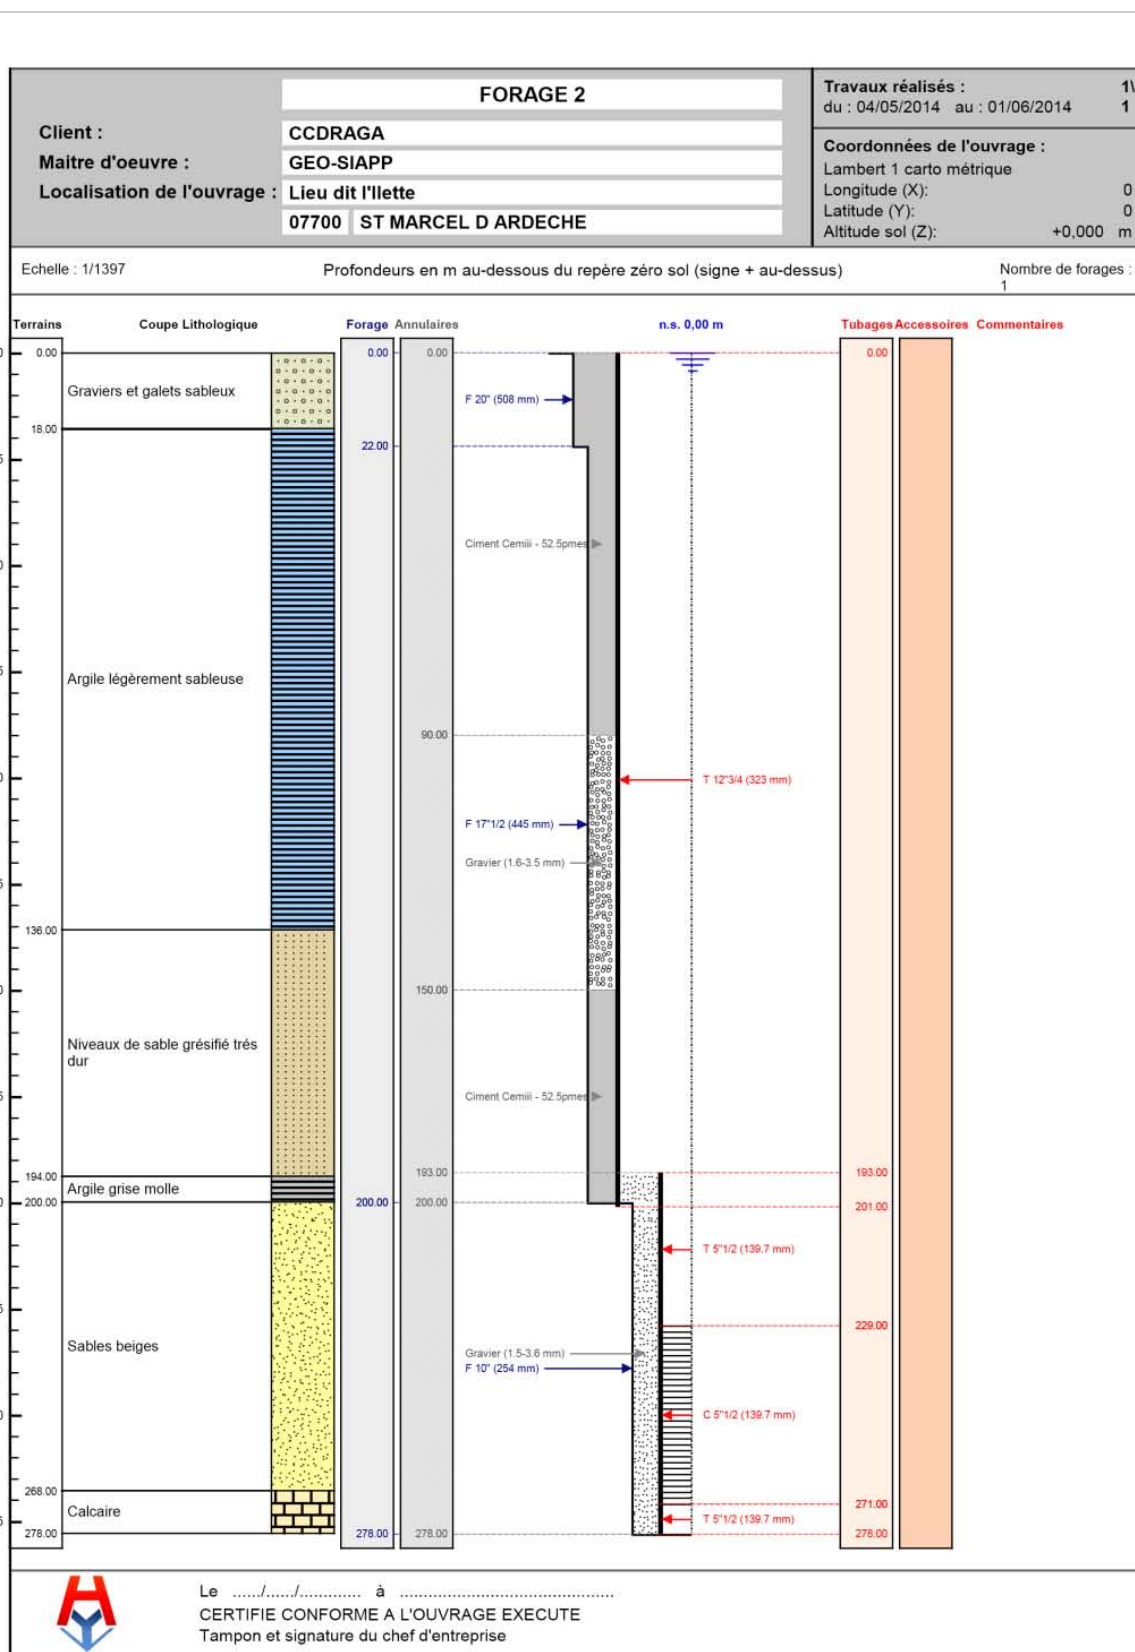 FORAGE 2
Client : CCDRAGA
Maitre d'oeuvre : GEO-SIAPP
Localisation de l'ouvrage : Lieu dit l'Ilette
07700 ST MARCEL D ARDECHE
Travaux réalisés :
du : 04/05/2014 au : 01/06/2014
1\
1
Coordonnées de l'ouvrage :
Lambert 1 carto métrique
Longitude (X): 0
Latitude (Y): 0
Altitude sol (Z): +0,000 m
Echelle : 1/1397
Profondeurs en m au-dessous du repère zéro sol (signe + au-dessus)
Nombre de forages :
1
Terrains Coupe Lithologique Forage Annulaires n.s. 0,00 m Tubages Accessoires Commentaires
0.00 0.00 0.00 0.00
Graviers et galets sableux
F 20" (508 mm)
18.00
22.00
Ciment Cemiii - 52.5pmes
Argile légèrement sableuse
90.00
T 12"3/4 (323 mm)
F 17"1/2 (445 mm)
Gravier (1.6-3.5 mm)
136.00
150.00
Niveaux de sable grésifié trés
dur
Ciment Cemiii - 52.5pmes
193.00 193.00
194.00
Argile grise molle
200.00 200.00 200.00
201.00
T 5"1/2 (139.7 mm)
229.00
Sables beiges
Gravier (1.5-3.6 mm)
F 10" (254 mm)
C 5"1/2 (139.7 mm)
268.00
271.00
Calcaire
T 5"1/2 (139.7 mm)
278.00 278.00 278.00 278.00
Le ....../....../............. à ............................................
CERTIFIE CONFORME A L'OUVRAGE EXECUTE
Tampon et signature du chef d'entreprise